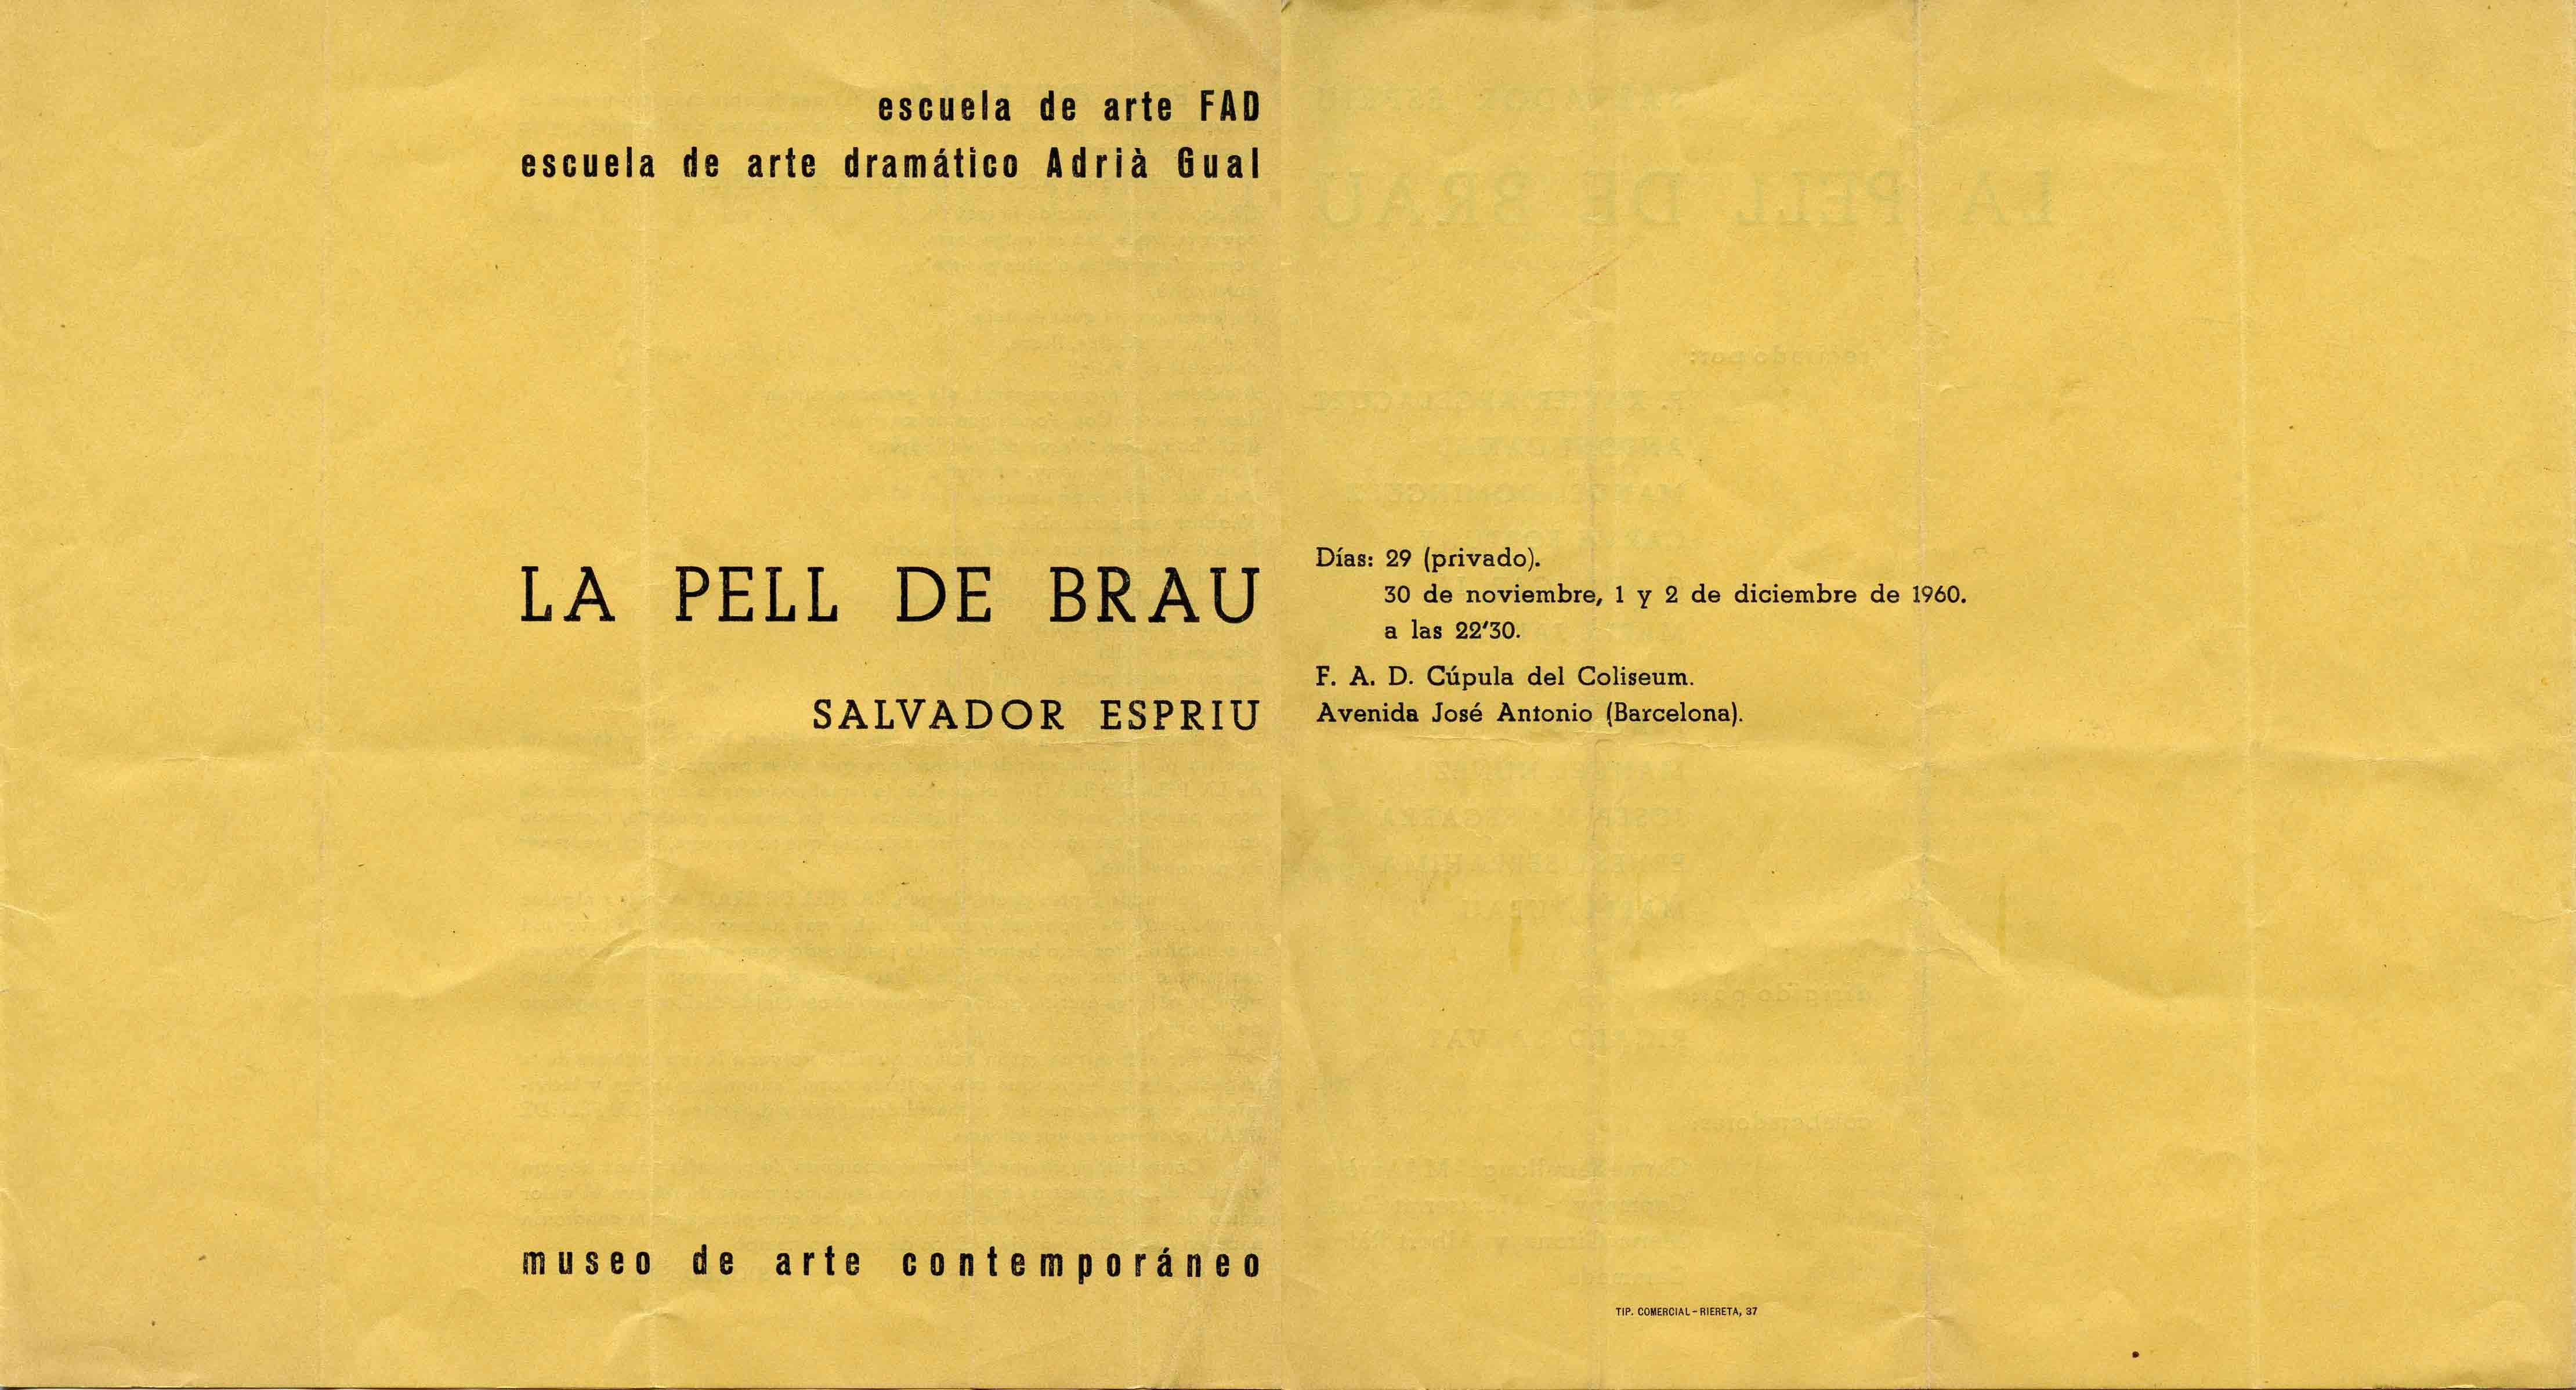 escuela de arte FAD
escuela de arte dramático Adrià Gual
LA PELL DE BRAU
SALVADOR ESPRIU
museo de arte contemporáneo
Días: 29 (privado).
30 de noviembre, 1 y 2 de diciembre de 1960.
a las 22'30.
F. A. D. Cúpula del Coliseum.
Avenida José Antonio (Barcelona).
TIP. COMERCIAL - RIERETA, 37